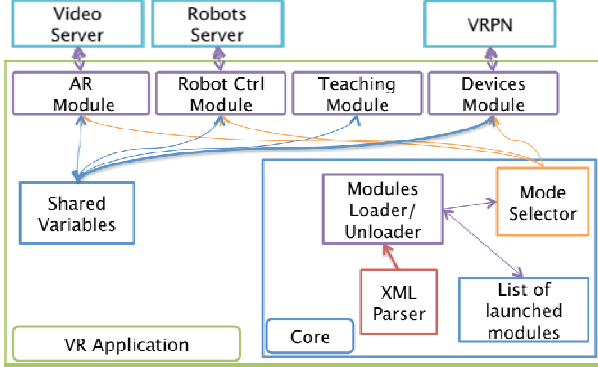 Video
Server
Robots
Server
VRPN
AR
Module
Robot Ctrl
Module
Teaching
Module
Devices
Module
Shared
Variables
Modules
Loader/
Unloader
Mode
Selector
XML
Parser
List of
launched
modules
VR Application
Core